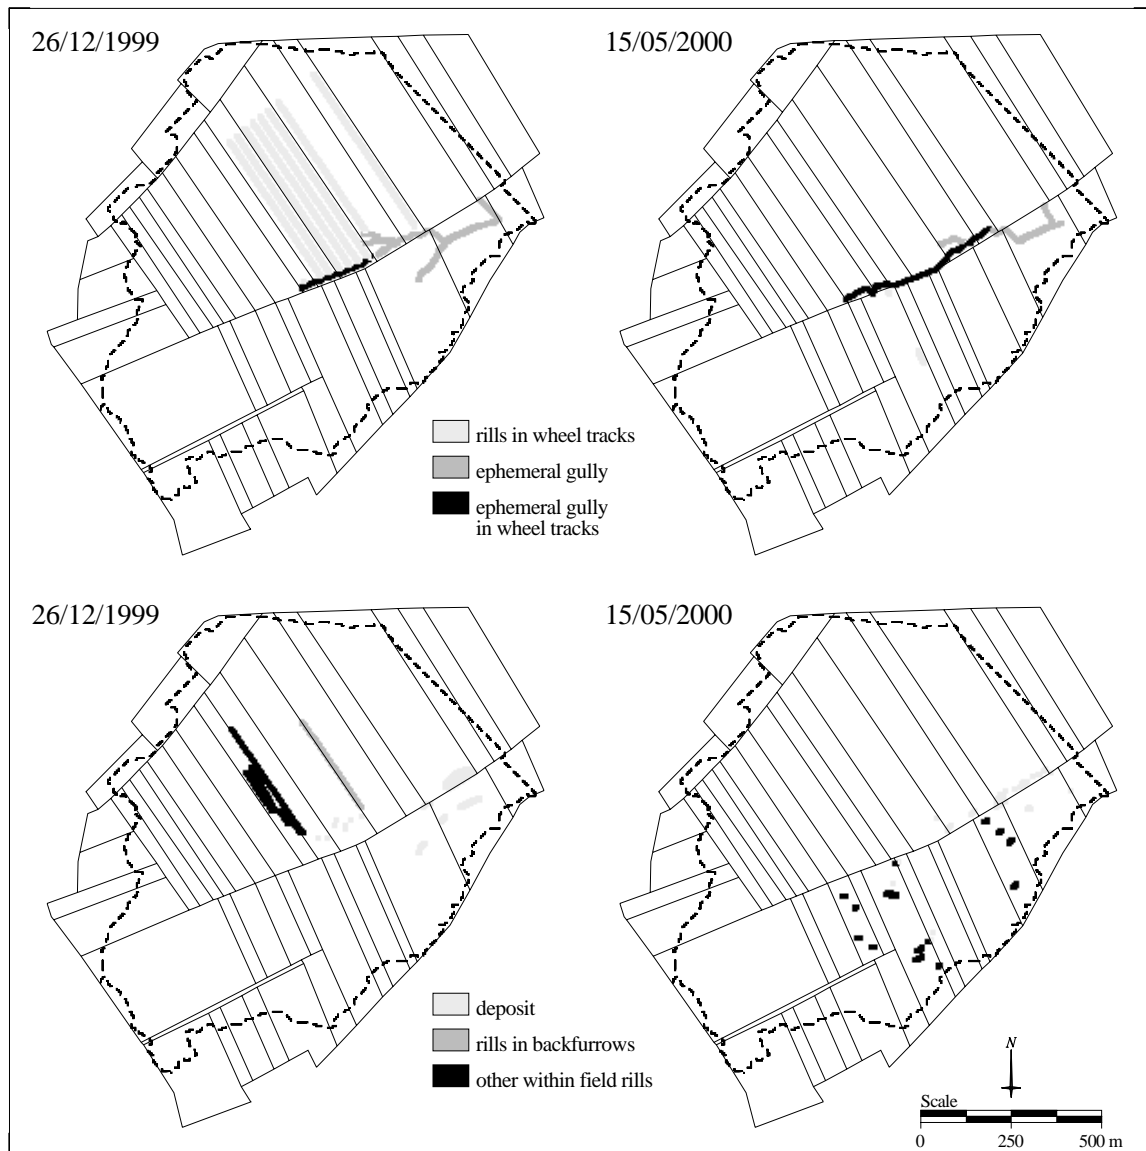 26/12/1999
15/05/2000
rills in wheel tracks
ephemeral gully
ephemeral gully
in wheel tracks
26/12/1999
15/05/2000
deposit
rills in backfurrows
other within field rills
N
Scale
0 250 500 m